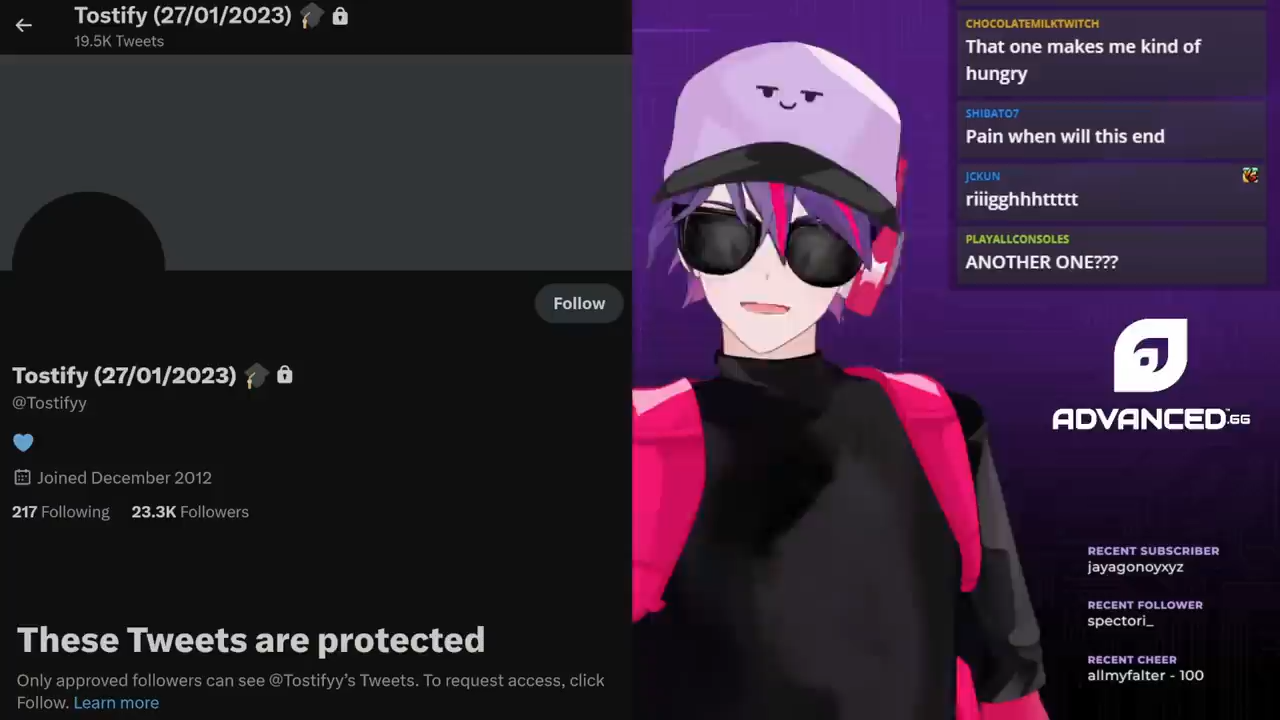 Tostify (27/01/2023) 🎓 🔒
19.5K Tweets
Follow
Tostify (27/01/2023) 🎓 🔒
@Tostifyy
💙
Joined December 2012
217 Following 23.3K Followers
These Tweets are protected
Only approved followers can see @Tostifyy's Tweets. To request access, click
Follow. Learn more
CHOCOLATEMILKTWITCH
That one makes me kind of
hungry
SHIBATO7
Pain when will this end
JCKUN
riiigghhhttttt
PLAYALLCONSOLES
ANOTHER ONE???
ADVANCED.GG
RECENT SUBSCRIBER
jayagonoyxyz
RECENT FOLLOWER
spectori_
RECENT CHEER
allmyfalter - 100